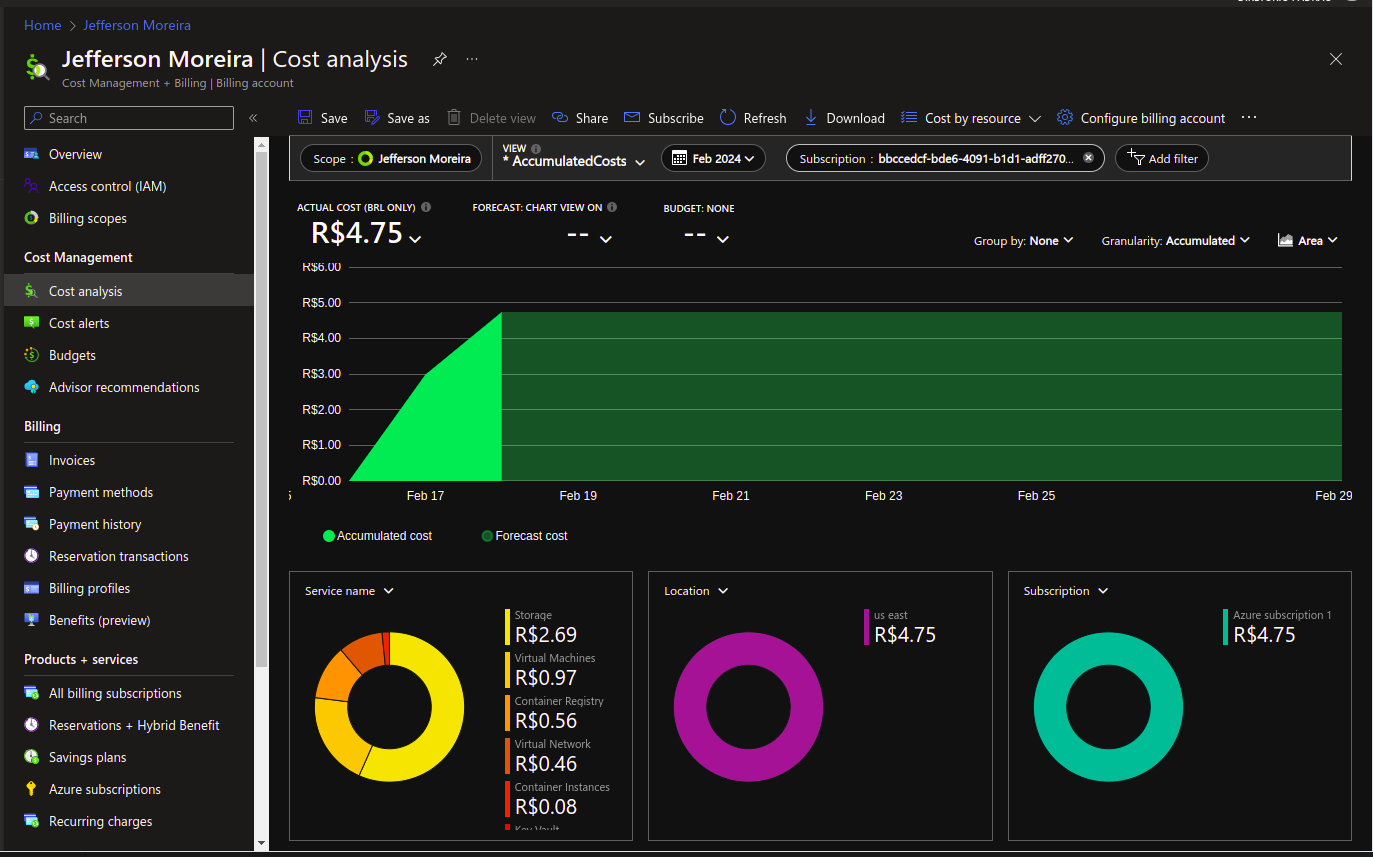 Home > Jefferson Moreira
Jefferson Moreira | Cost analysis ...
Cost Management + Billing | Billing account
Search «
Save Save as Delete view Share Subscribe Refresh Download Cost by resource Configure billing account ...
Overview
Access control (IAM)
Billing scopes
Cost Management
Cost analysis
Cost alerts
Budgets
Advisor recommendations
Billing
Invoices
Payment methods
Payment history
Reservation transactions
Billing profiles
Benefits (preview)
Products + services
All billing subscriptions
Reservations + Hybrid Benefit
Savings plans
Azure subscriptions
Recurring charges
Scope : Jefferson Moreira
VIEW
* AccumulatedCosts
Feb 2024
Subscription : bbccedcf-bde6-4091-b1d1-adff270...
Add filter
ACTUAL COST (BRL ONLY)
R$4.75
FORECAST: CHART VIEW ON
--
BUDGET: NONE
--
Group by: None
Granularity: Accumulated
Area
R$6.00
R$5.00
R$4.00
R$3.00
R$2.00
R$1.00
R$0.00
Feb 17 Feb 19 Feb 21 Feb 23 Feb 25 Feb 29
Accumulated cost Forecast cost
Service name
Storage
R$2.69
Virtual Machines
R$0.97
Container Registry
R$0.56
Virtual Network
R$0.46
Container Instances
R$0.08
Key Vault
Location
us east
R$4.75
Subscription
Azure subscription 1
R$4.75